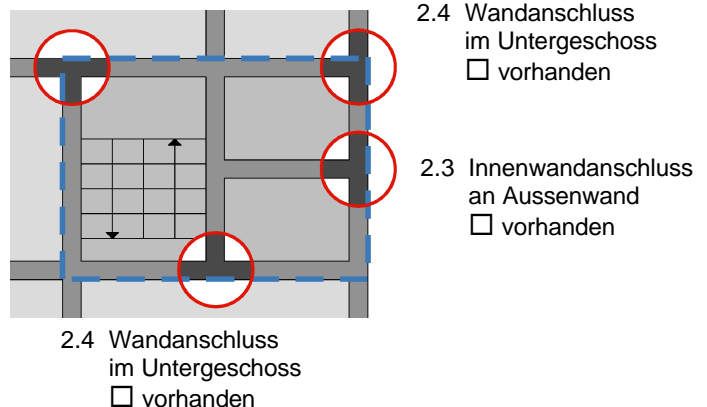 2.4 Wandanschluss
im Untergeschoss
☐ vorhanden
2.3 Innenwandanschluss
an Aussenwand
☐ vorhanden
2.4 Wandanschluss
im Untergeschoss
☐ vorhanden